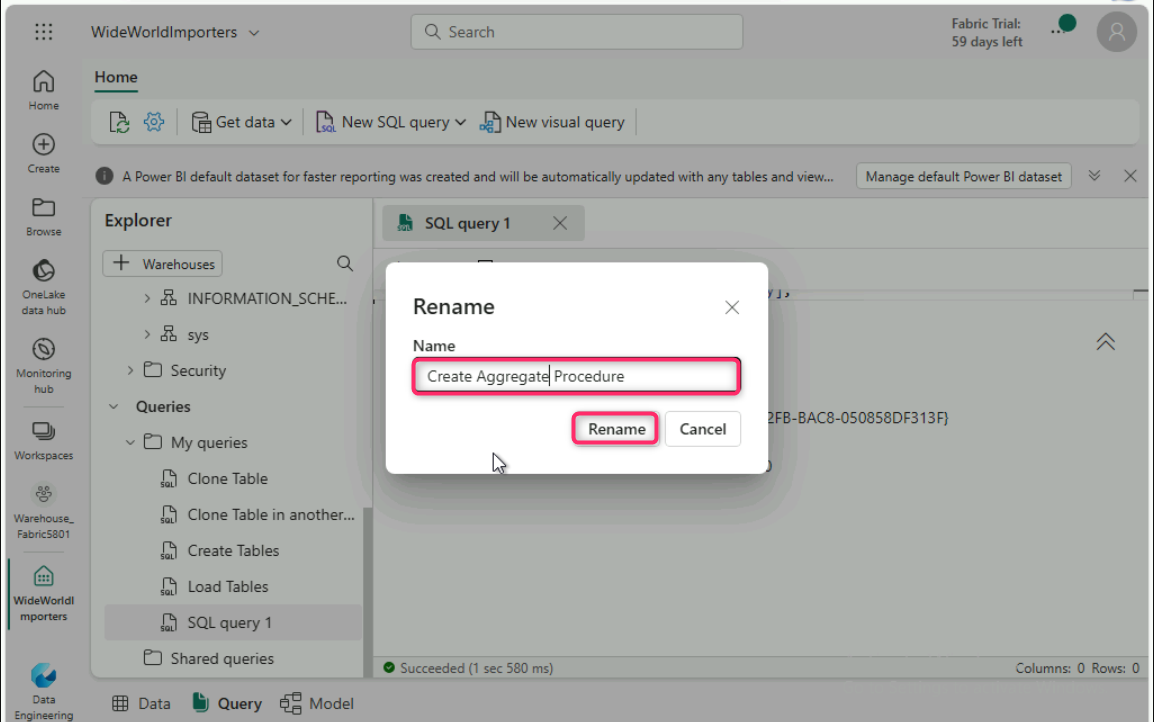 WideWorldImporters
Search
Fabric Trial:
59 days left
Home
Home
Get data
New SQL query
New visual query
Create
A Power BI default dataset for faster reporting was created and will be automatically updated with any tables and view...
Manage default Power BI dataset
Browse
OneLake
data hub
Monitoring
hub
Workspaces
Warehouse_
Fabric5801
WideWorldI
mporters
Data
Engineering
Explorer
Warehouses
INFORMATION_SCHE...
sys
Security
Queries
My queries
Clone Table
Clone Table in another...
Create Tables
Load Tables
SQL query 1
Shared queries
SQL query 1
y],
Rename
Name
Create Aggregate Procedure
Rename
Cancel
2FB-BAC8-050858DF313F}
Succeeded (1 sec 580 ms)
Columns: 0 Rows: 0
Data
Query
Model